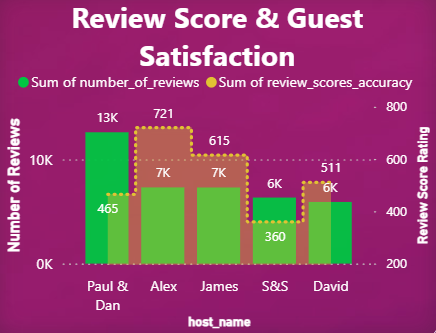 Review Score & Guest
Satisfaction
Sum of number_of_reviews Sum of review_scores_accuracy
Number of Reviews
Review Score Rating
10K
0K
800
600
400
200
13K
721
615
7K
7K
6K
511
6K
465
360
Paul &
Dan
Alex
James
S&S
David
host_name